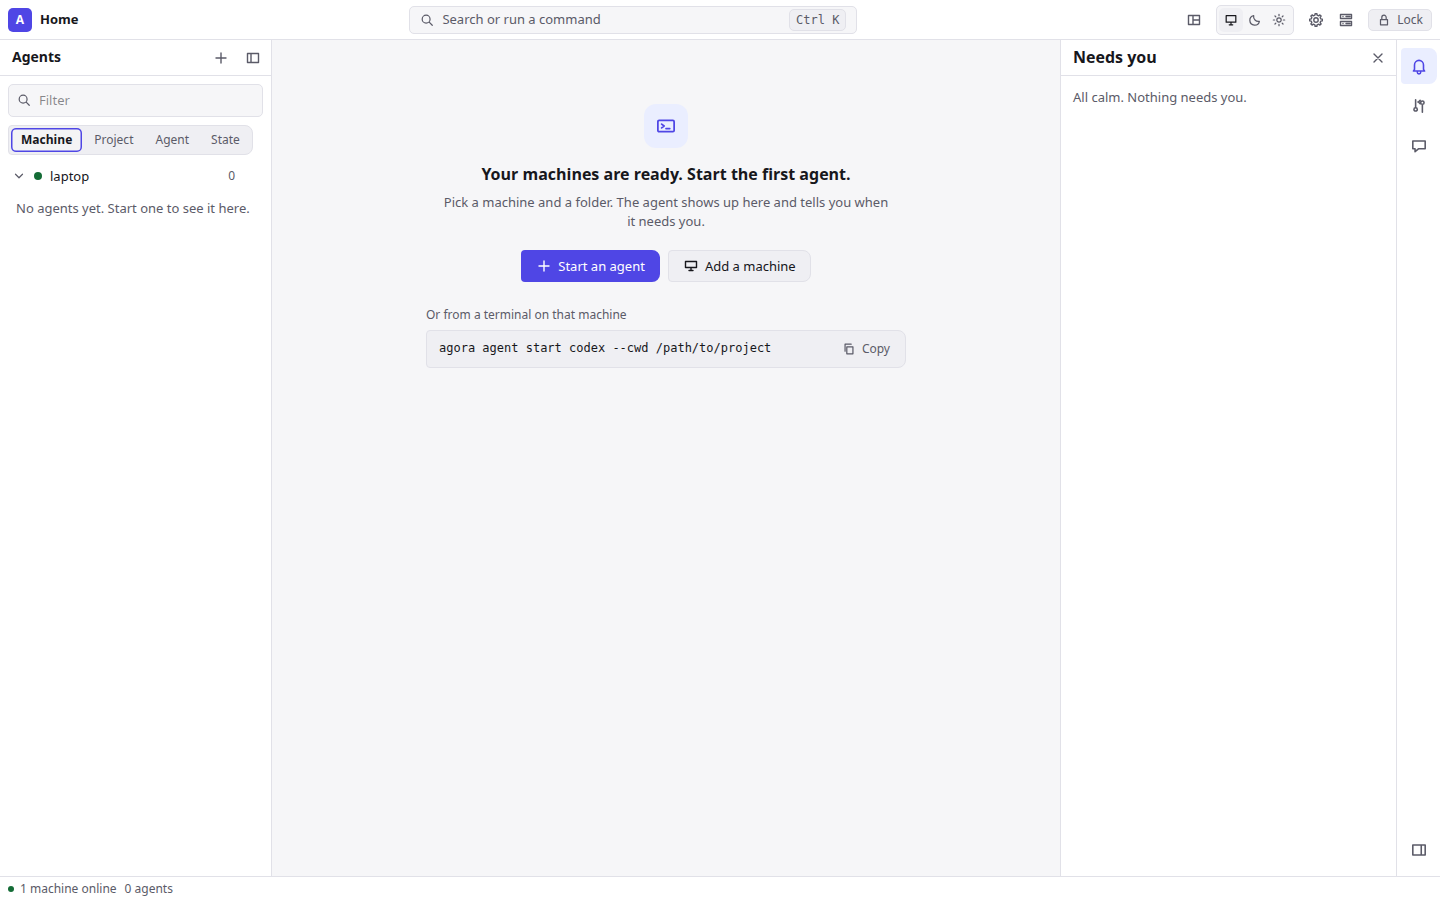 A Home
Search or run a command Ctrl K
Lock
Agents
Filter
Machine Project Agent State
laptop 0
No agents yet. Start one to see it here.
Your machines are ready. Start the first agent.
Pick a machine and a folder. The agent shows up here and tells you when
it needs you.
Start an agent Add a machine
Or from a terminal on that machine
agora agent start codex --cwd /path/to/project Copy
Needs you
All calm. Nothing needs you.
1 machine online 0 agents